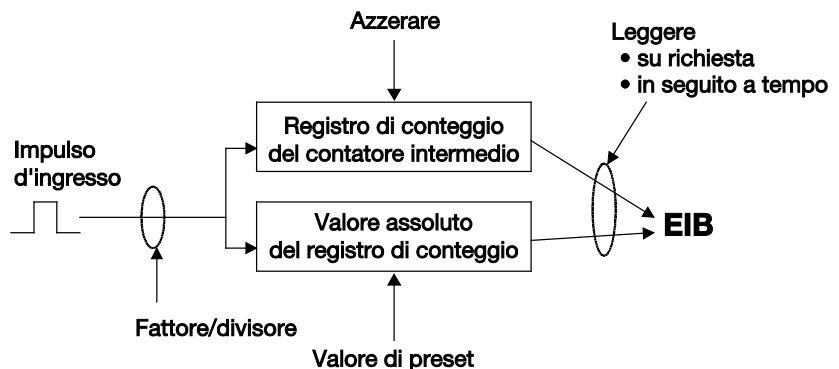 Azzerare
Leggere
• su richiesta
• in seguito a tempo
Registro di conteggio
del contatore intermedio
Impulso
d'ingresso
Valore assoluto
del registro di conteggio
EIB
Fattore/divisore
Valore di preset